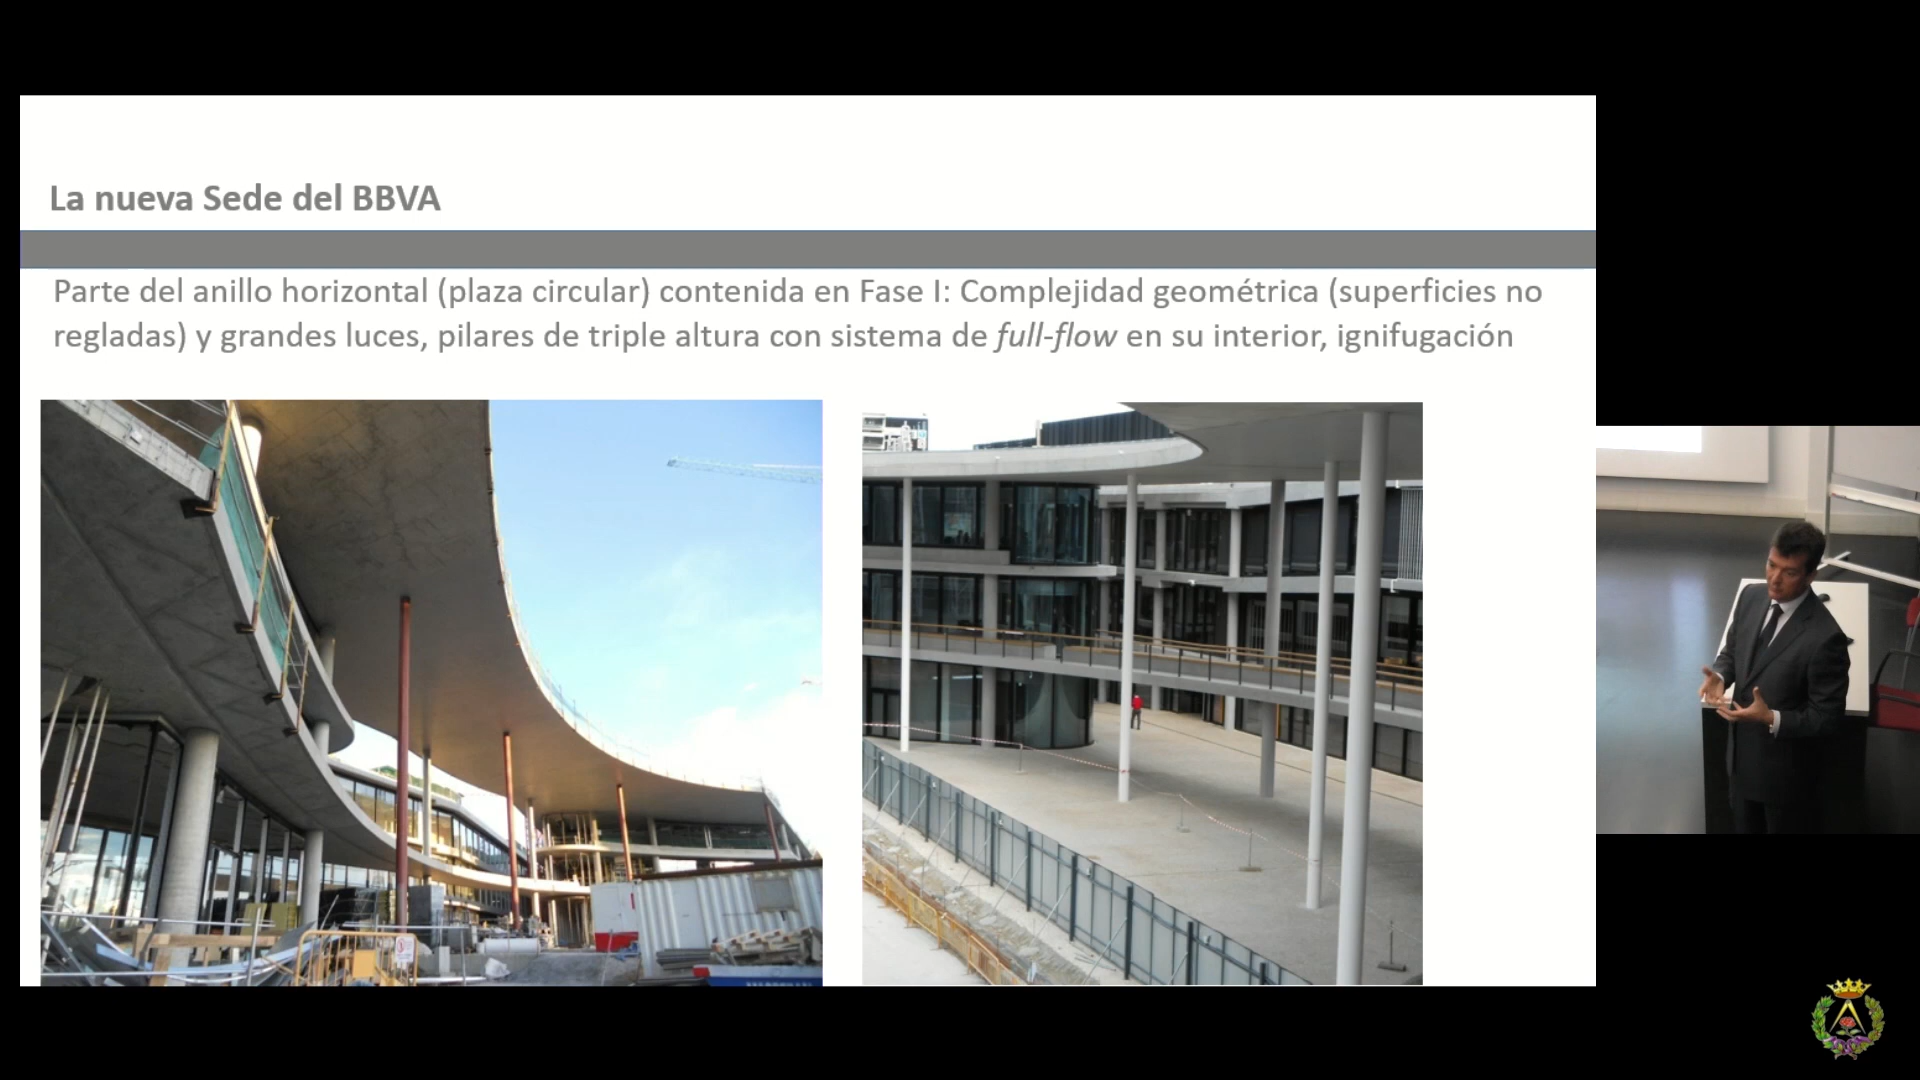 La nueva Sede del BBVA
Parte del anillo horizontal (plaza circular) contenida en Fase I: Complejidad geométrica (superficies no
regladas) y grandes luces, pilares de triple altura con sistema de full-flow en su interior, ignifugación